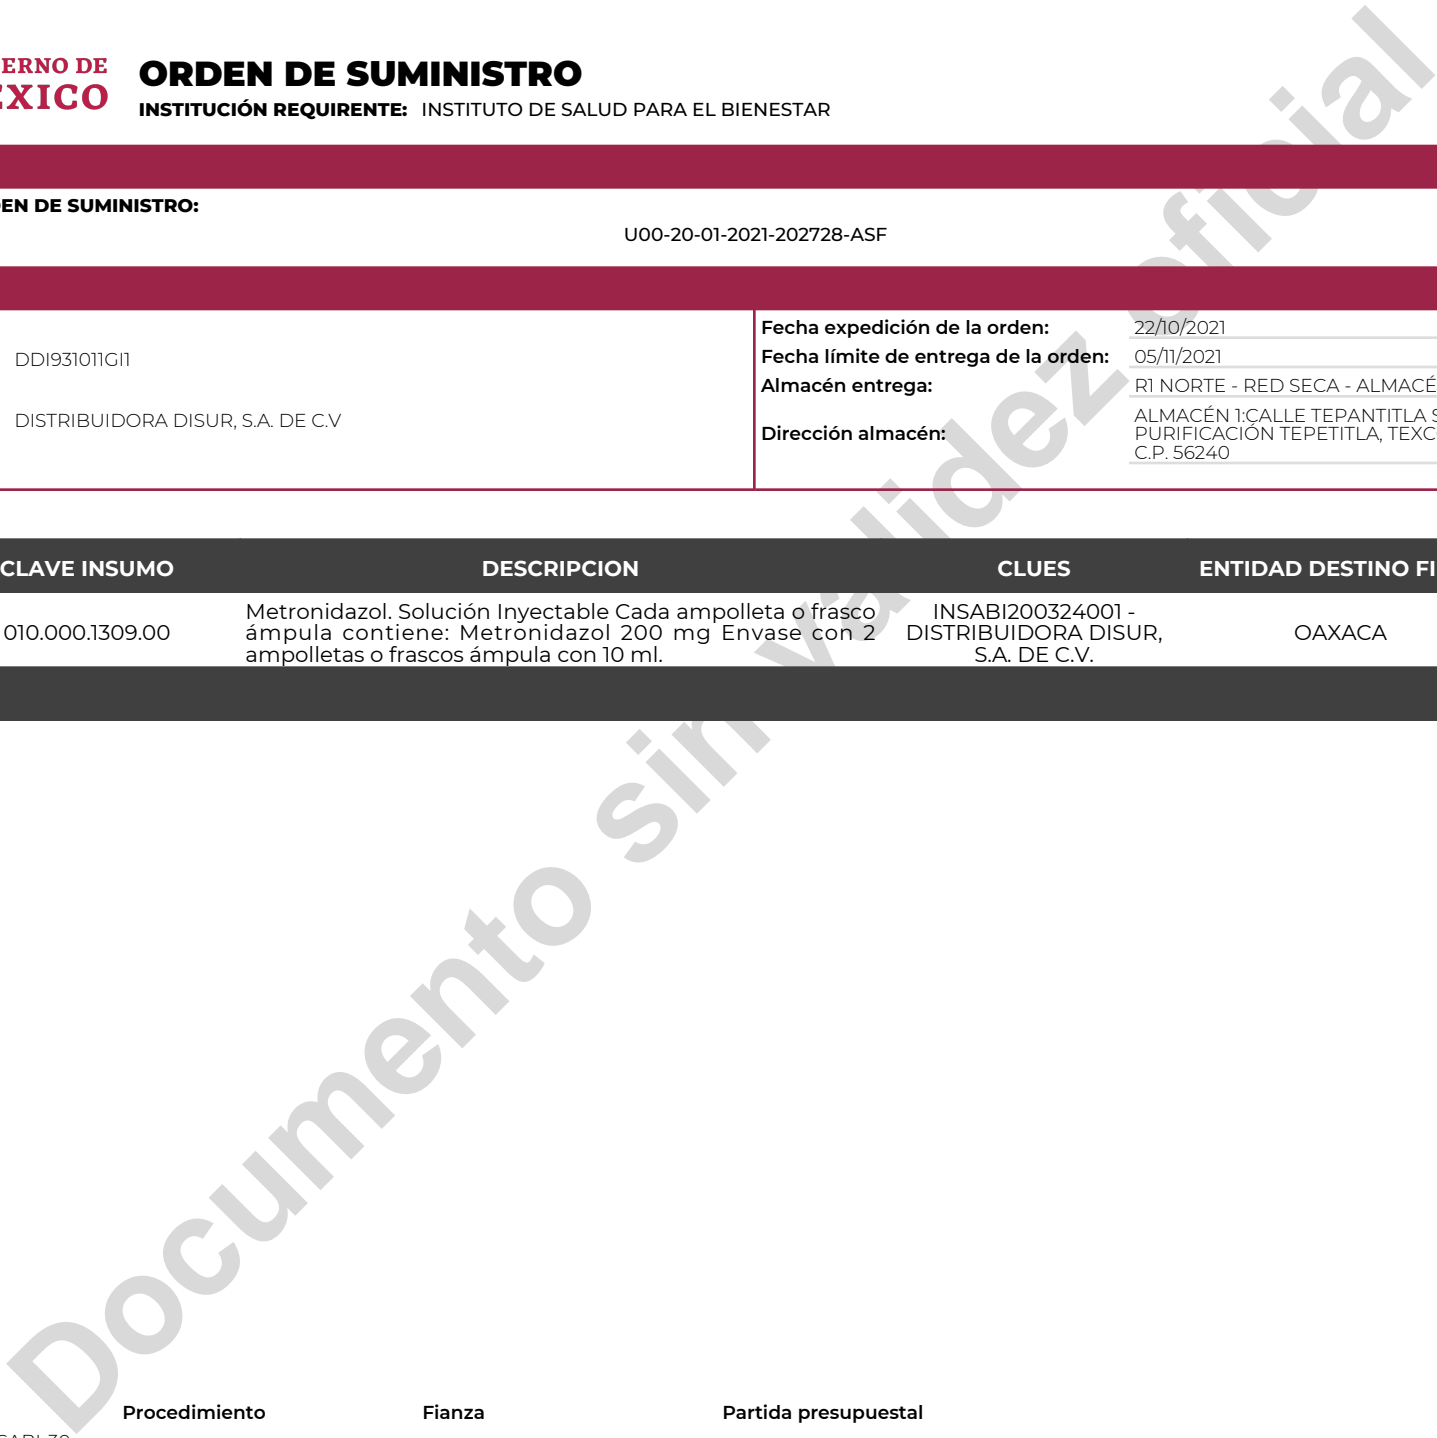 ERNO DE
ÉXICO
ORDEN DE SUMINISTRO
INSTITUCIÓN REQUIRENTE: INSTITUTO DE SALUD PARA EL BIENESTAR
EN DE SUMINISTRO:
U00-20-01-2021-202728-ASF
DDI931011GI1
DISTRIBUIDORA DISUR, S.A. DE C.V
Fecha expedición de la orden: 22/10/2021
Fecha límite de entrega de la orden: 05/11/2021
Almacén entrega: R1 NORTE - RED SECA - ALMACÉ
Dirección almacén:
ALMACÉN 1:CALLE TEPANTITLA S
PURIFICACIÓN TEPETITLA, TEXC
C.P. 56240
CLAVE INSUMO DESCRIPCION CLUES ENTIDAD DESTINO FI
010.000.1309.00
Metronidazol. Solución Inyectable Cada ampolleta o frasco
ámpula contiene: Metronidazol 200 mg Envase con 2
ampolletas o frascos ámpula con 10 ml.
INSABI200324001 -
DISTRIBUIDORA DISUR,
S.A. DE C.V.
OAXACA
Documento sin validez oficial
Procedimiento Fianza Partida presupuestal